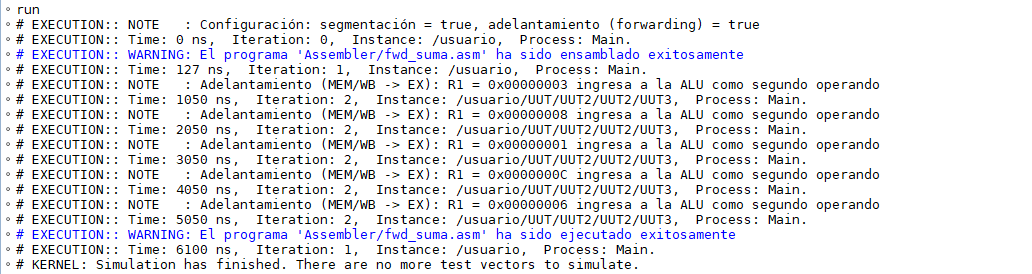 run
# EXECUTION:: NOTE   : Configuración: segmentación = true, adelantamiento (forwarding) = true
# EXECUTION:: Time: 0 ns,  Iteration: 0,  Instance: /usuario,  Process: Main.
# EXECUTION:: WARNING: El programa 'Assembler/fwd_suma.asm' ha sido ensamblado exitosamente
# EXECUTION:: Time: 127 ns,  Iteration: 1,  Instance: /usuario,  Process: Main.
# EXECUTION:: NOTE   : Adelantamiento (MEM/WB -> EX): R1 = 0x00000003 ingresa a la ALU como segundo operando
# EXECUTION:: Time: 1050 ns,  Iteration: 2,  Instance: /usuario/UUT/UUT2/UUT2/UUT3,  Process: Main.
# EXECUTION:: NOTE   : Adelantamiento (MEM/WB -> EX): R1 = 0x00000008 ingresa a la ALU como segundo operando
# EXECUTION:: Time: 2050 ns,  Iteration: 2,  Instance: /usuario/UUT/UUT2/UUT2/UUT3,  Process: Main.
# EXECUTION:: NOTE   : Adelantamiento (MEM/WB -> EX): R1 = 0x00000001 ingresa a la ALU como segundo operando
# EXECUTION:: Time: 3050 ns,  Iteration: 2,  Instance: /usuario/UUT/UUT2/UUT2/UUT3,  Process: Main.
# EXECUTION:: NOTE   : Adelantamiento (MEM/WB -> EX): R1 = 0x0000000C ingresa a la ALU como segundo operando
# EXECUTION:: Time: 4050 ns,  Iteration: 2,  Instance: /usuario/UUT/UUT2/UUT2/UUT3,  Process: Main.
# EXECUTION:: NOTE   : Adelantamiento (MEM/WB -> EX): R1 = 0x00000006 ingresa a la ALU como segundo operando
# EXECUTION:: Time: 5050 ns,  Iteration: 2,  Instance: /usuario/UUT/UUT2/UUT2/UUT3,  Process: Main.
# EXECUTION:: WARNING: El programa 'Assembler/fwd_suma.asm' ha sido ejecutado exitosamente
# EXECUTION:: Time: 6100 ns,  Iteration: 1,  Instance: /usuario,  Process: Main.
# KERNEL: Simulation has finished. There are no more test vectors to simulate.